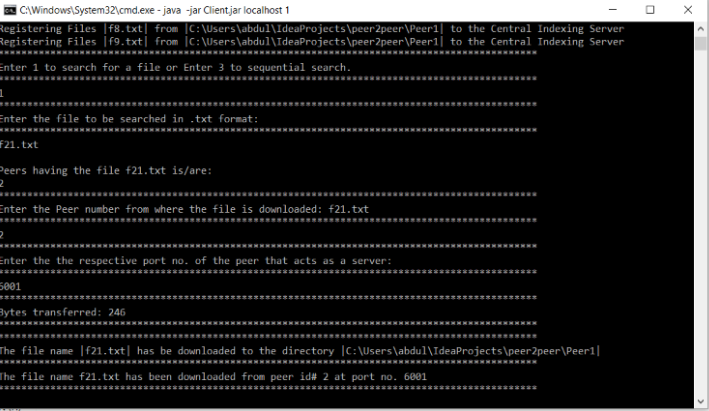 C:\Windows\System32\cmd.exe - java -jar Client.jar localhost 1
Registering Files |f8.txt| from |C:\Users\abdul\IdeaProjects\peer2peer\Peer1| to the Central Indexing Server
Registering Files |f9.txt| from |C:\Users\abdul\IdeaProjects\peer2peer\Peer1| to the Central Indexing Server
*********************************************************************************
Enter 1 to search for a file or Enter 3 to sequential search.
*********************************************************************************
1
*********************************************************************************
Enter the file to be searched in .txt format:
*********************************************************************************
f21.txt
Peers having the file f21.txt is/are:
2
*********************************************************************************
Enter the Peer number from where the file is downloaded: f21.txt
*********************************************************************************
2
*********************************************************************************
Enter the the respective port no. of the peer that acts as a server:
*********************************************************************************
6001
*********************************************************************************
Bytes transferred: 246
*********************************************************************************
*********************************************************************************
The file name |f21.txt| has be downloaded to the directory |C:\Users\abdul\IdeaProjects\peer2peer\Peer1|
*********************************************************************************
The file name f21.txt has been downloaded from peer id# 2 at port no. 6001
*********************************************************************************